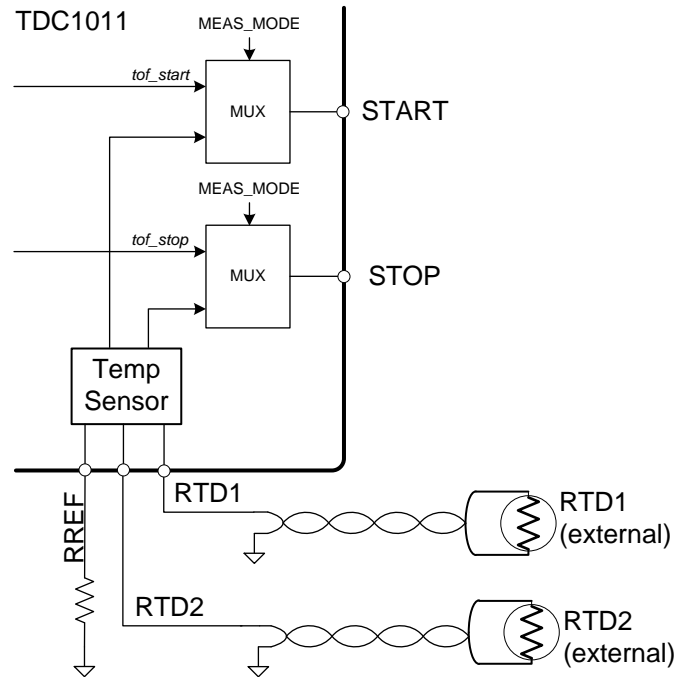 TDC1011
MEAS_MODE
tof_start
MUX
START
MEAS_MODE
tof_stop
MUX
STOP
Temp
Sensor
RREF
RTD1
RTD1
(external)
RTD2
RTD2
(external)